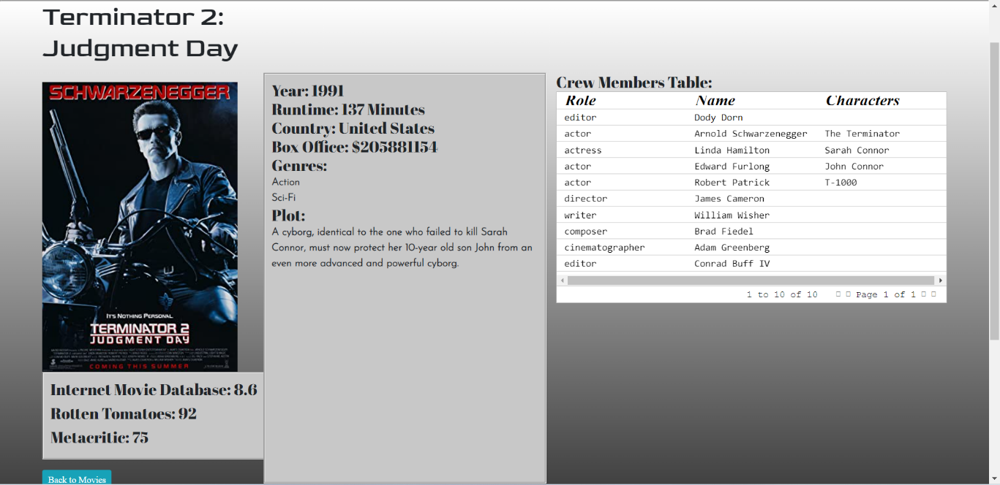 Terminator 2:
Judgment Day
SCHWARZENEGGER
IT'S NOTHING PERSONAL.
TERMINATOR 2
JUDGMENT DAY
COMING THIS SUMMER
Internet Movie Database: 8.6
Rotten Tomatoes: 92
Metacritic: 75
Back to Movies
Year: 1991
Runtime: 137 Minutes
Country: United States
Box Office: $205881154
Genres:
Action
Sci-Fi
Plot:
A cyborg, identical to the one who failed to kill Sarah
Connor, must now protect her 10-year old son John from an
even more advanced and powerful cyborg.
Crew Members Table:
Role Name Characters
editor Dody Dorn
actor Arnold Schwarzenegger The Terminator
actress Linda Hamilton Sarah Connor
actor Edward Furlong John Connor
actor Robert Patrick T-1000
director James Cameron
writer William Wisher
composer Brad Fiedel
cinematographer Adam Greenberg
editor Conrad Buff IV
1 to 10 of 10 Page 1 of 1